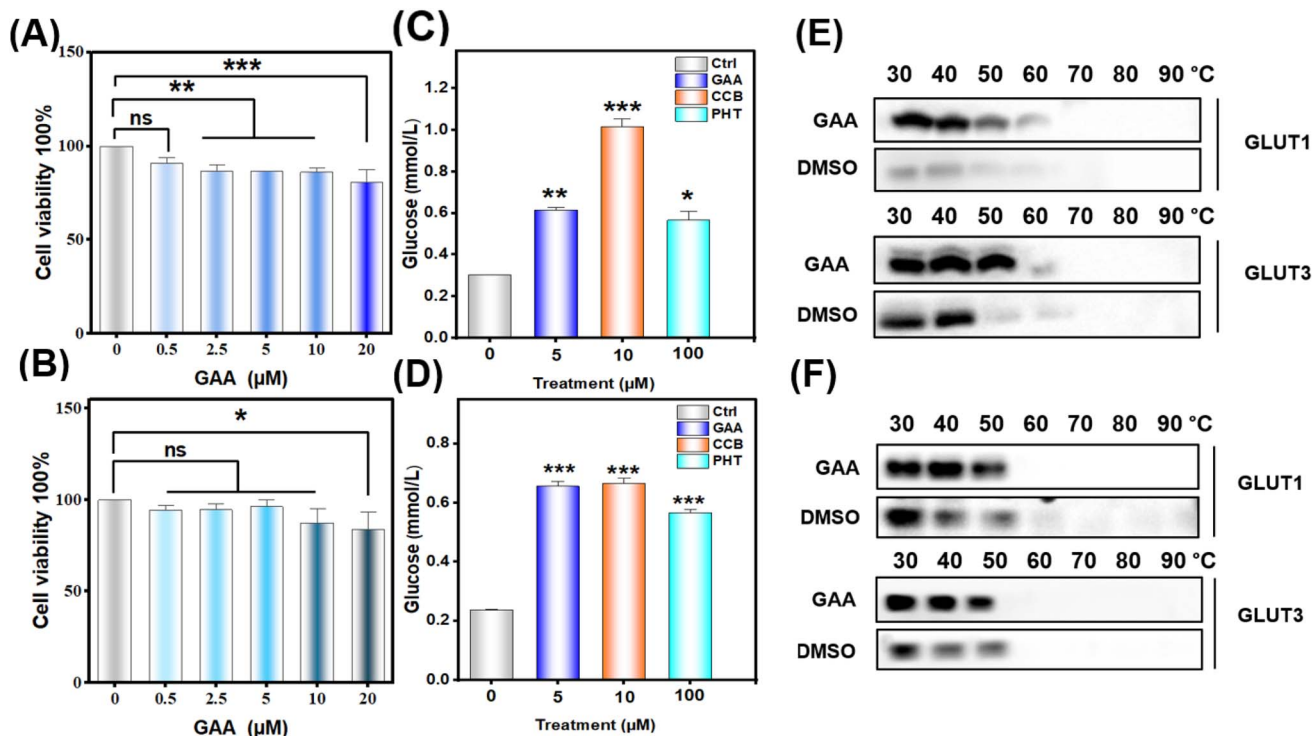 (A)
150
100
50
0
Cell viability 100%
ns
**
***
0 0.5 2.5 5 10 20
GAA (μM)
(B)
150
100
50
0
Cell viability 100%
ns
*
0 0.5 2.5 5 10 20
GAA (μM)
(C)
Ctrl
GAA
CCB
PHT
1.2
1.0
0.8
0.6
0.4
0.2
0.0
Glucose (mmol/L)
** *** *
0 5 10 100
Treatment (μM)
(D)
Ctrl
GAA
CCB
PHT
0.8
0.6
0.4
0.2
0.0
Glucose (mmol/L)
*** *** ***
0 5 10 100
Treatment (μM)
(E)
30 40 50 60 70 80 90 °C
GAA
DMSO
GLUT1
30 40 50 60 70 80 90 °C
GAA
DMSO
GLUT3
(F)
30 40 50 60 70 80 90 °C
GAA
DMSO
GLUT1
30 40 50 60 70 80 90 °C
GAA
DMSO
GLUT3